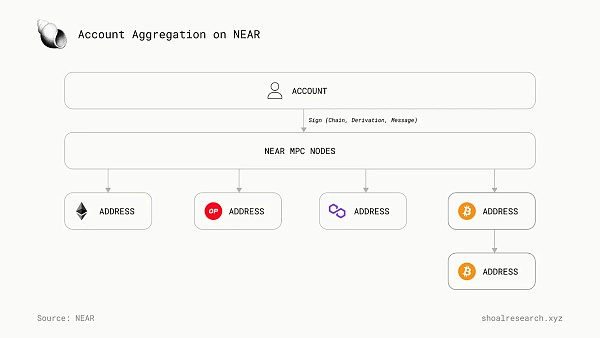 Account Aggregation on NEAR
ACCOUNT
Sign (Chain, Derivation, Message)
NEAR MPC NODES
ADDRESS
OP ADDRESS
ADDRESS
ADDRESS
ADDRESS
Source: NEAR
shoalresearch.xyz